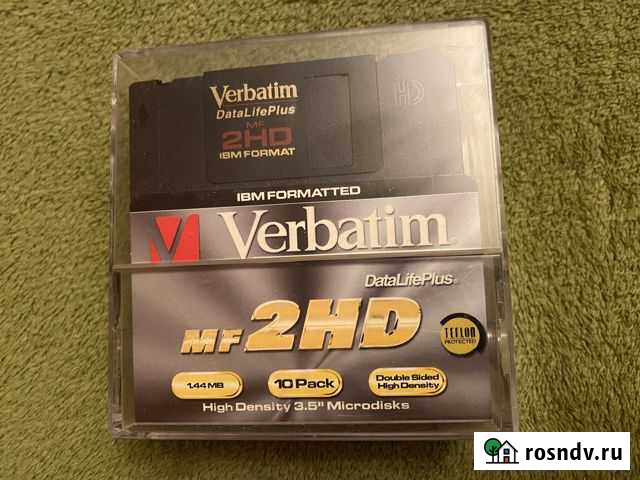 Verbatim
DataLifePlus
MF
2HD
IBM FORMAT
HD
IBM FORMATTED
Verbatim
DataLifePlus
MF 2HD
TEFLON
PROTECTED
1.44 MB
10 Pack
Double Sided
High Density
High Density 3.5" Microdisks
rosndv.ru